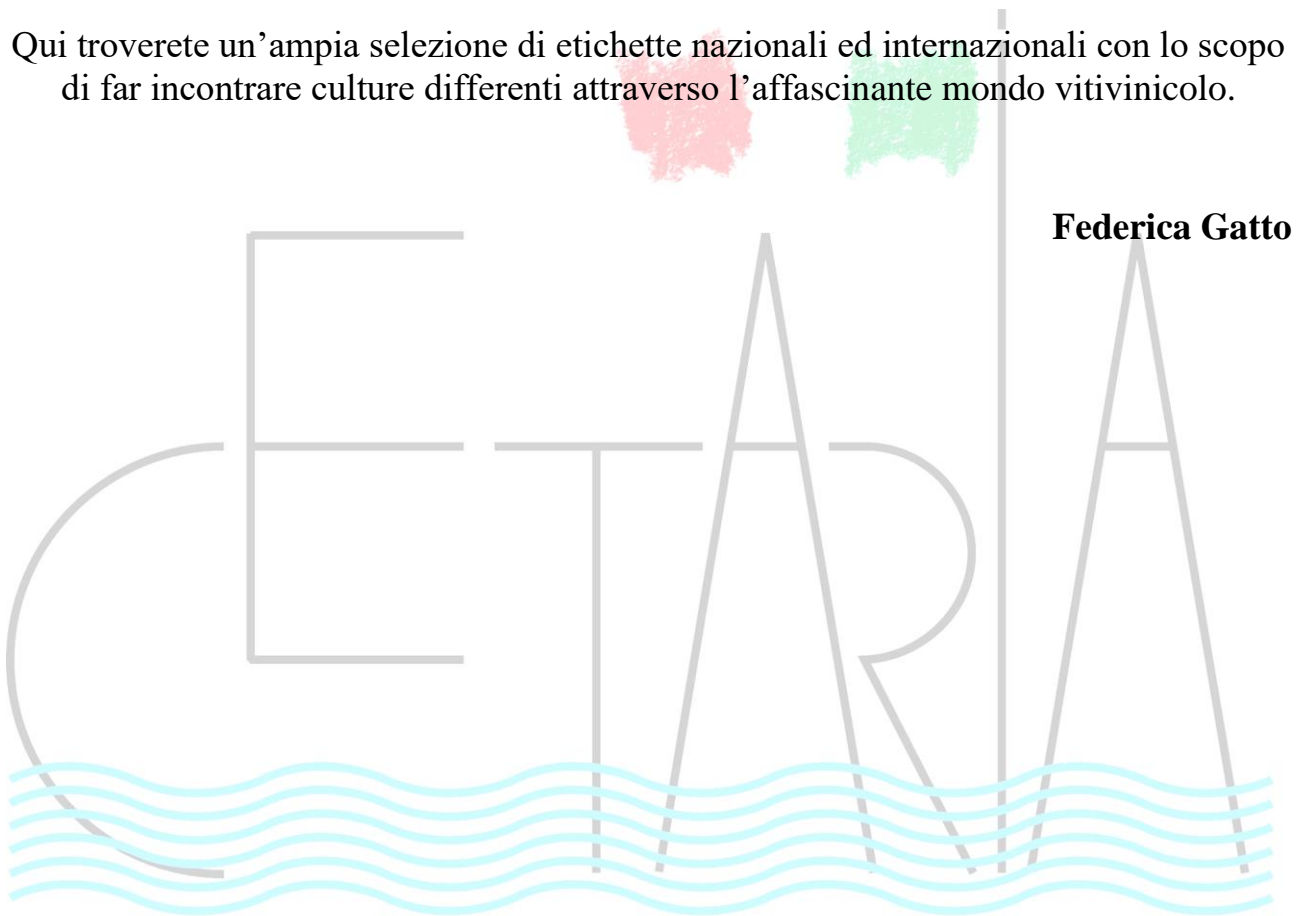 Qui troverete un’ampia selezione di etichette nazionali ed internazionali con lo scopo
di far incontrare culture differenti attraverso l’affascinante mondo vitivinicolo.
Federica Gatto
CETARIA